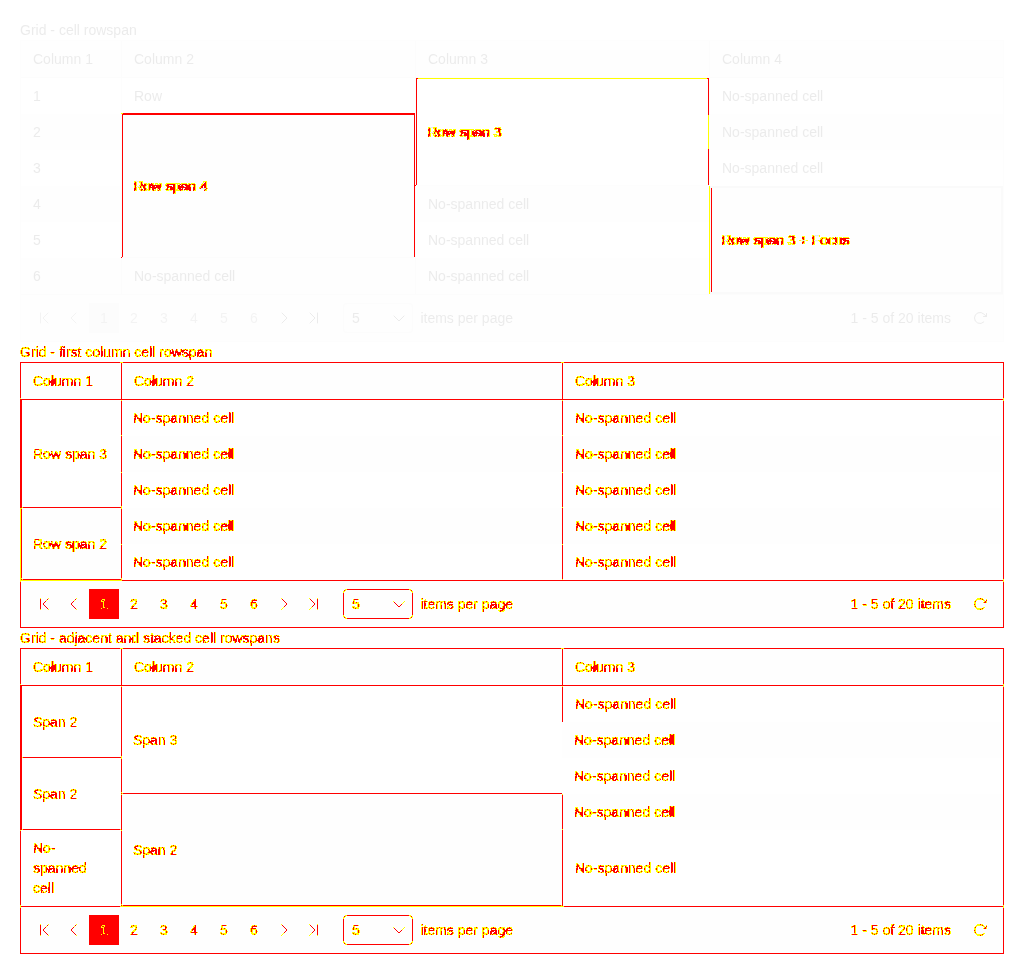 Grid - cell rowspan
Column 1 Column 2 Column 3 Column 4
1 Row No-spanned cell
2 Row span 3 No-spanned cell
3 No-spanned cell
Row span 4
4 No-spanned cell
5 No-spanned cell Row span 3 + Focus
6 No-spanned cell No-spanned cell
1 2 3 4 5 6 5 items per page 1 - 5 of 20 items
Grid - first column cell rowspan
Column 1 Column 2 Column 3
No-spanned cell No-spanned cell
Row span 3 No-spanned cell No-spanned cell
No-spanned cell No-spanned cell
No-spanned cell No-spanned cell
Row span 2
No-spanned cell No-spanned cell
1 2 3 4 5 6 5 items per page 1 - 5 of 20 items
Grid - adjacent and stacked cell rowspans
Column 1 Column 2 Column 3
No-spanned cell
Span 2
Span 3 No-spanned cell
No-spanned cell
Span 2
No-spanned cell
No-
spanned
cell
Span 2
No-spanned cell
1 2 3 4 5 6 5 items per page 1 - 5 of 20 items